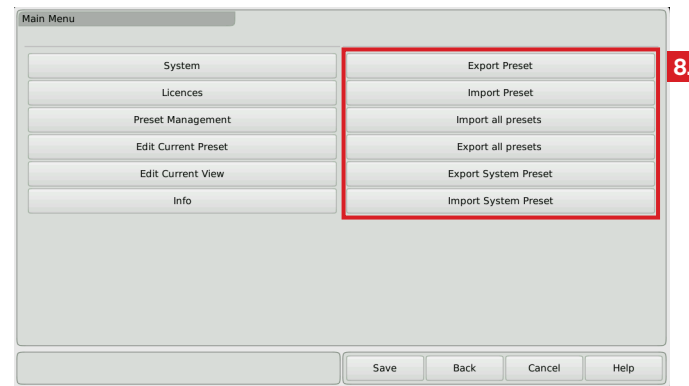 Main Menu
System
Export Preset
8.
Licences
Import Preset
Preset Management
Import all presets
Edit Current Preset
Export all presets
Edit Current View
Export System Preset
Info
Import System Preset
Save
Back
Cancel
Help